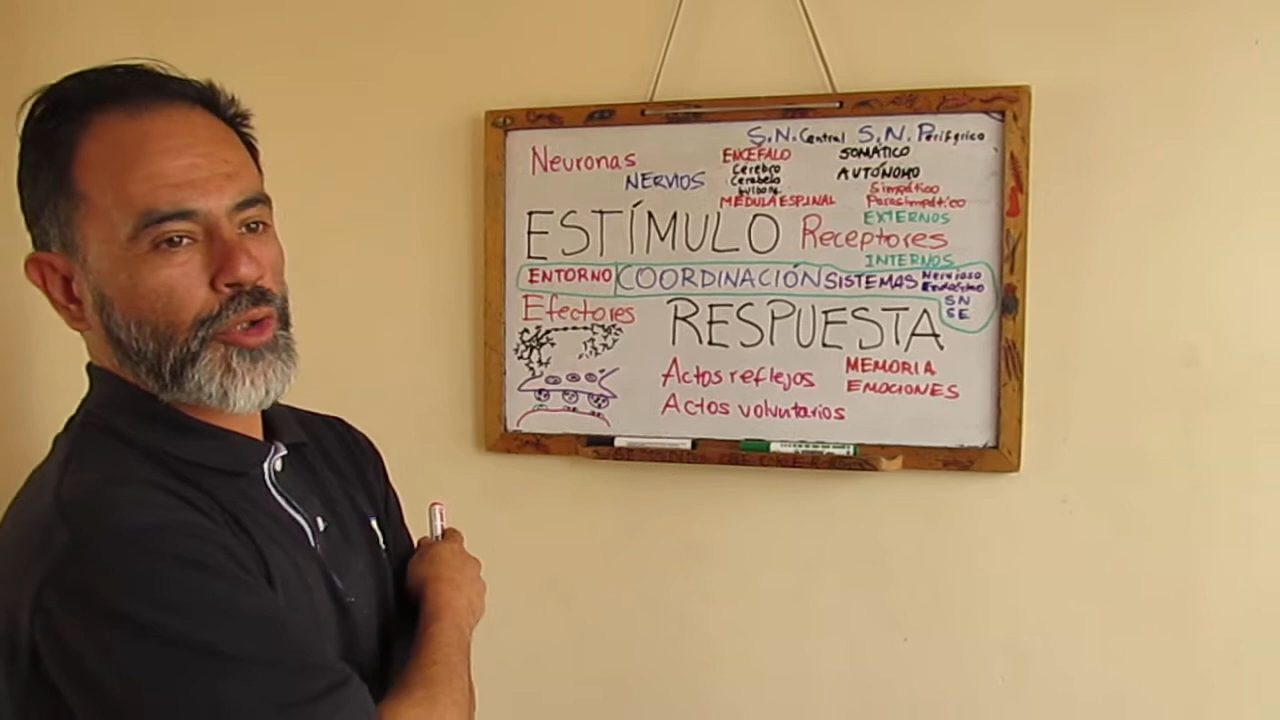 S.N. Central S.N. Periférico
Neuronas
NERVIOS
ENCÉFALO
Cerebro
Cerebelo
MÉDULA ESPINAL
SOMÁTICO
AUTÓNOMO
Simpático
Parasimpático
ESTÍMULO
EXTERNOS
Receptores
INTERNOS
ENTORNO COORDINACIÓN SISTEMAS Nervioso
Endocrino
SN
SE
Efectores
RESPUESTA
Actos reflejos
Actos voluntarios
MEMORIA
EMOCIONES